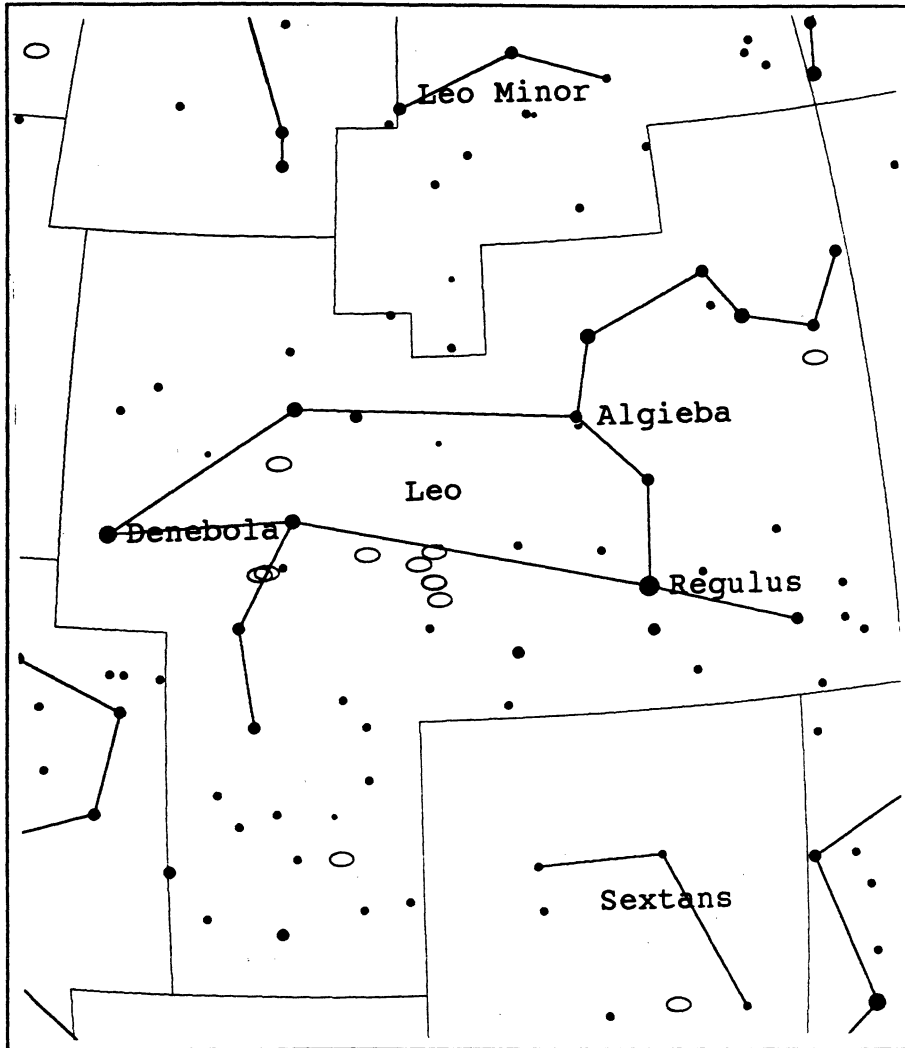 Leo Minor
Algieba
Leo
Denebola
Regulus
Sextans